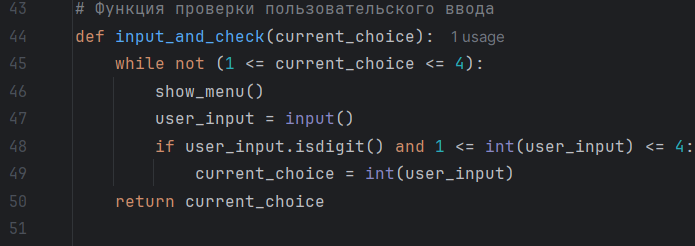 43 # Функция проверки пользовательского ввода
44 def input_and_check(current_choice): 1 usage
45     while not (1 <= current_choice <= 4):
46         show_menu()
47         user_input = input()
48         if user_input.isdigit() and 1 <= int(user_input) <= 4:
49             current_choice = int(user_input)
50     return current_choice
51